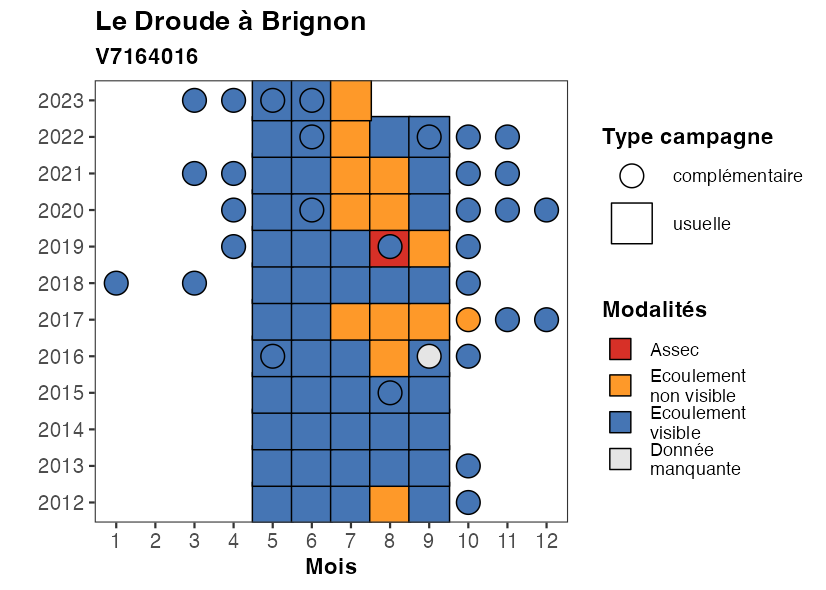 Le Droude à Brignon
V7164016
2023
2022
2021
2020
2019
2018
2017
2016
2015
2014
2013
2012
1 2 3 4 5 6 7 8 9 10 11 12
Mois
Type campagne
complémentaire
usuelle
Modalités
Assec
Ecoulement
non visible
Ecoulement
visible
Donnée
manquante